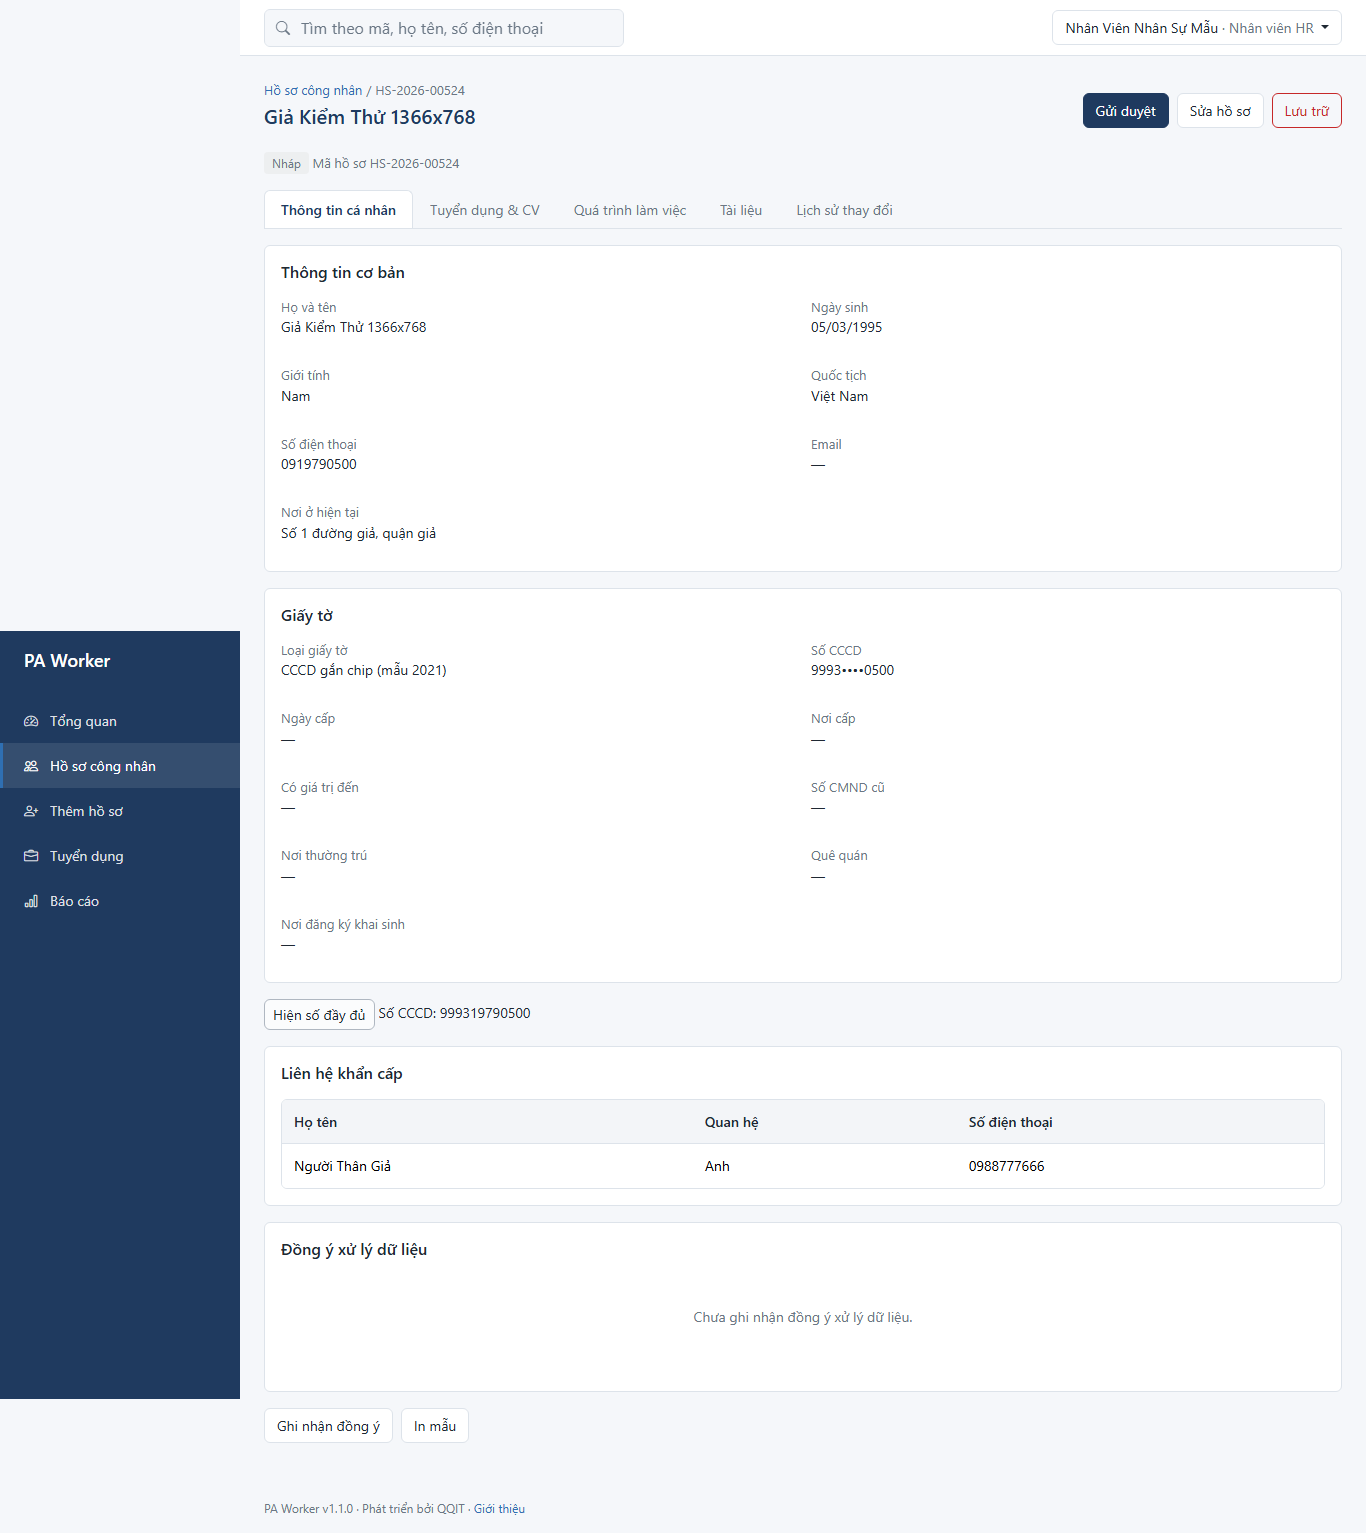 Tìm theo mã, họ tên, số điện thoại
Nhân Viên Nhân Sự Mẫu · Nhân viên HR
Hồ sơ công nhân / HS-2026-00524
Giả Kiểm Thử 1366x768
Gửi duyệt
Sửa hồ sơ
Lưu trữ
Nháp Mã hồ sơ HS-2026-00524
Thông tin cá nhân
Tuyển dụng & CV
Quá trình làm việc
Tài liệu
Lịch sử thay đổi
Thông tin cơ bản
Họ và tên
Giả Kiểm Thử 1366x768
Ngày sinh
05/03/1995
Giới tính
Nam
Quốc tịch
Việt Nam
Số điện thoại
0919790500
Email
—
Nơi ở hiện tại
Số 1 đường giả, quận giả
PA Worker
Tổng quan
Hồ sơ công nhân
Thêm hồ sơ
Tuyển dụng
Báo cáo
Giấy tờ
Loại giấy tờ
CCCD gắn chip (mẫu 2021)
Số CCCD
9993••••0500
Ngày cấp
—
Nơi cấp
—
Có giá trị đến
—
Số CMND cũ
—
Nơi thường trú
—
Quê quán
—
Nơi đăng ký khai sinh
—
Hiện số đầy đủ Số CCCD: 999319790500
Liên hệ khẩn cấp
Họ tên Quan hệ Số điện thoại
Người Thân Giả Anh 0988777666
Đồng ý xử lý dữ liệu
Chưa ghi nhận đồng ý xử lý dữ liệu.
Ghi nhận đồng ý
In mẫu
PA Worker v1.1.0 · Phát triển bởi QQIT · Giới thiệu